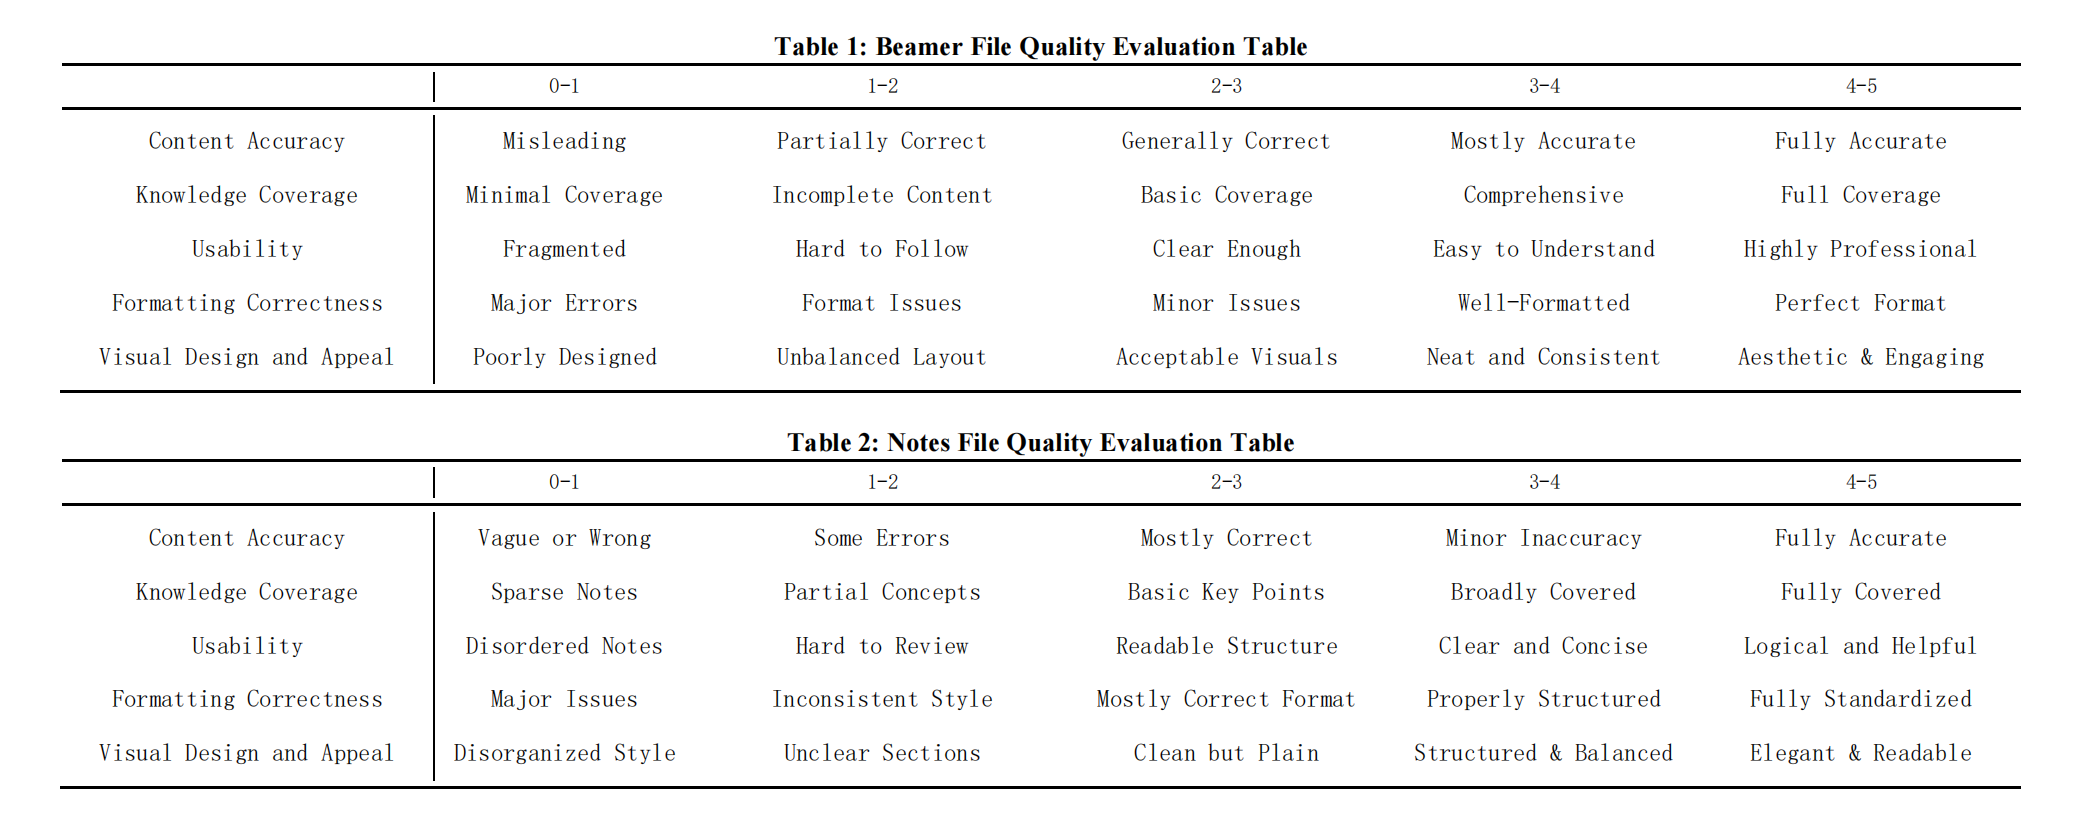 Table 1: Beamer File Quality Evaluation Table
0-1 1-2 2-3 3-4 4-5
Content Accuracy Misleading Partially Correct Generally Correct Mostly Accurate Fully Accurate
Knowledge Coverage Minimal Coverage Incomplete Content Basic Coverage Comprehensive Full Coverage
Usability Fragmented Hard to Follow Clear Enough Easy to Understand Highly Professional
Formatting Correctness Major Errors Format Issues Minor Issues Well-Formatted Perfect Format
Visual Design and Appeal Poorly Designed Unbalanced Layout Acceptable Visuals Neat and Consistent Aesthetic & Engaging
Table 2: Notes File Quality Evaluation Table
0-1 1-2 2-3 3-4 4-5
Content Accuracy Vague or Wrong Some Errors Mostly Correct Minor Inaccuracy Fully Accurate
Knowledge Coverage Sparse Notes Partial Concepts Basic Key Points Broadly Covered Fully Covered
Usability Disordered Notes Hard to Review Readable Structure Clear and Concise Logical and Helpful
Formatting Correctness Major Issues Inconsistent Style Mostly Correct Format Properly Structured Fully Standardized
Visual Design and Appeal Disorganized Style Unclear Sections Clean but Plain Structured & Balanced Elegant & Readable